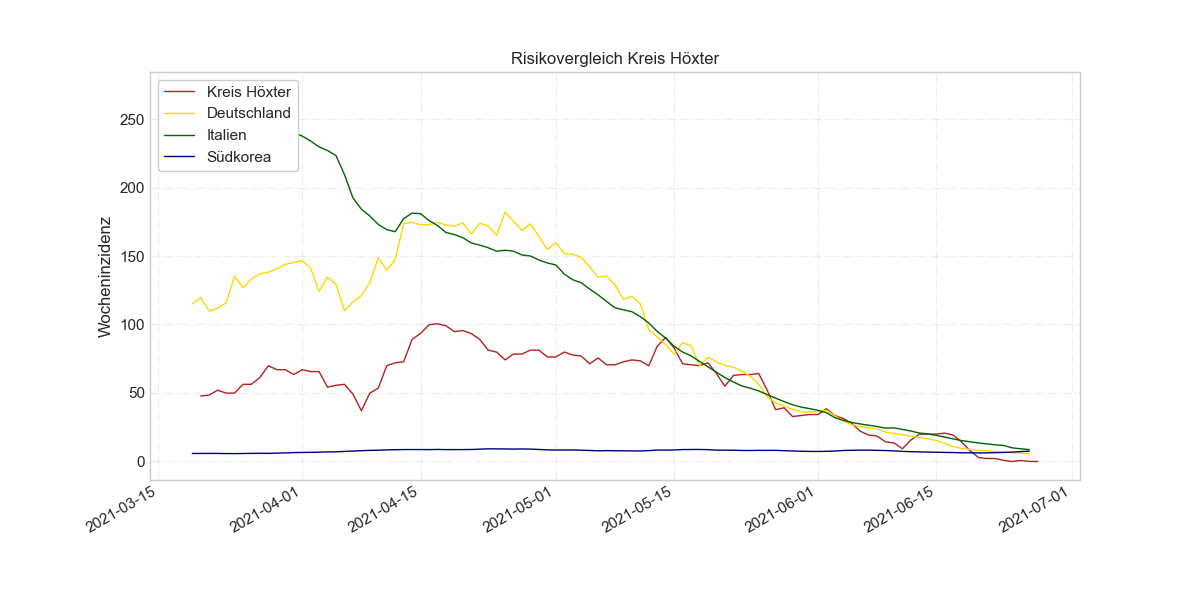 Risikovergleich Kreis Höxter
Kreis Höxter
Deutschland
Italien
Südkorea
Wocheninzidenz
250
200
150
100
50
0
2021-03-15
2021-04-01
2021-04-15
2021-05-01
2021-05-15
2021-06-01
2021-06-15
2021-07-01